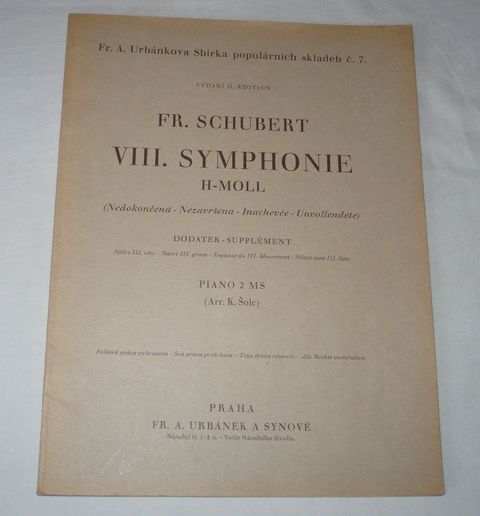 Fr. A. Urbánkova Sbírka populárních skladeb č. 7.
VYDÁNÍ II. EDITION
FR. SCHUBERT
VIII. SYMPHONIE
H-MOLL
(Nedokončená - Nezavršena - Inachevée - Unvollendete)
DODATEK - SUPPLÉMENT
Náčrt III. věty - Nacrt III. grane - Esquisse du III. Mouvement - Skizze zum III. Satz
PIANO 2 MS
(Arr. K. Šolc)
Veškerá práva vyhrazena - Sva prava pridržana - Tous droits réservés - Alle Rechte vorbehalten
PRAHA
FR. A. URBÁNEK A SYNOVÉ
Národní tř. č. 4 n. - Vedle Národního divadla.